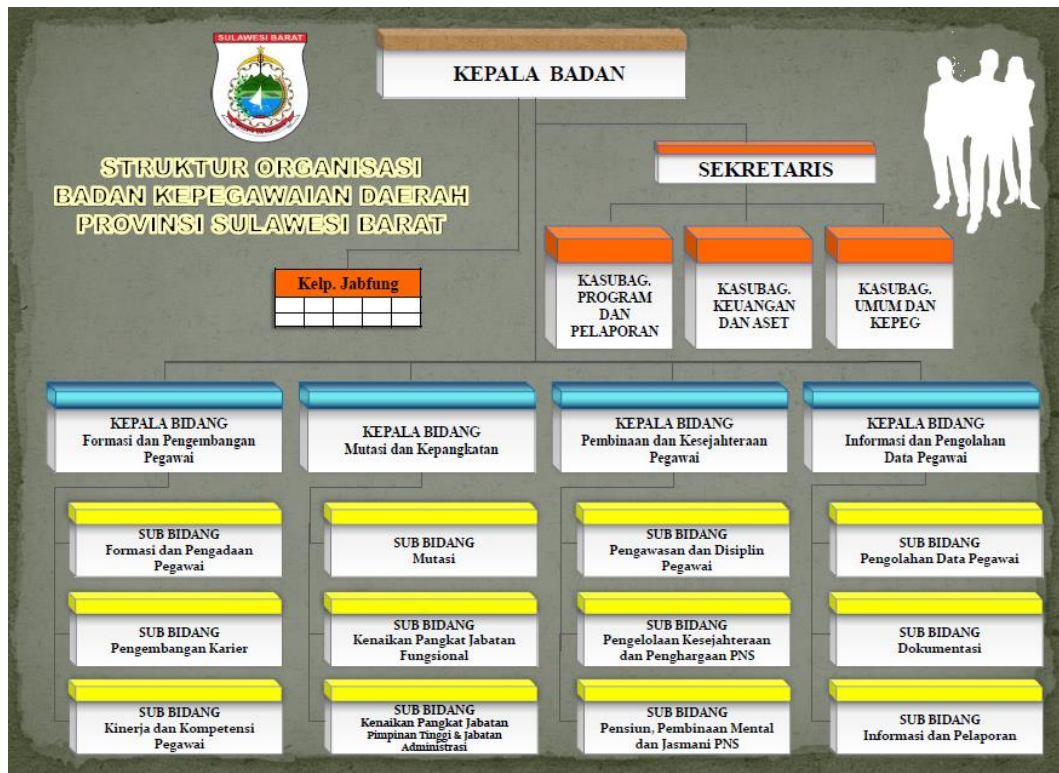 SULAWESI BARAT
KEPALA BADAN
STRUKTUR ORGANISASI
BADAN KEPEGAWAIAN DAERAH
PROVINSI SULAWESI BARAT
SEKRETARIS
Kelp. Jabfung
KASUBAG.
PROGRAM
DAN
PELAPORAN
KASUBAG.
KEUANGAN
DAN ASET
KASUBAG.
UMUM DAN
KEPEG
KEPALA BIDANG
Formasi dan Pengembangan
Pegawai
KEPALA BIDANG
Mutasi dan Kepangkatan
KEPALA BIDANG
Pembinaan dan Kesejahteraan
Pegawai
KEPALA BIDANG
Informasi dan Pengolahan
Data Pegawai
SUB BIDANG
Formasi dan Pengadaan
Pegawai
SUB BIDANG
Mutasi
SUB BIDANG
Pengawasan dan Disiplin
Pegawai
SUB BIDANG
Pengolahan Data Pegawai
SUB BIDANG
Pengembangan Karier
SUB BIDANG
Kenaikan Pangkat Jabatan
Fungsional
SUB BIDANG
Pengelolaan Kesejahteraan
dan Penghargaan PNS
SUB BIDANG
Dokumentasi
SUB BIDANG
Kinerja dan Kompetensi
Pegawai
SUB BIDANG
Kenaikan Pangkat Jabatan
Pimpinan Tinggi & Jabatan
Administrasi
SUB BIDANG
Pensiun, Pembinaan Mental
dan Jasmani PNS
SUB BIDANG
Informasi dan Pelaporan